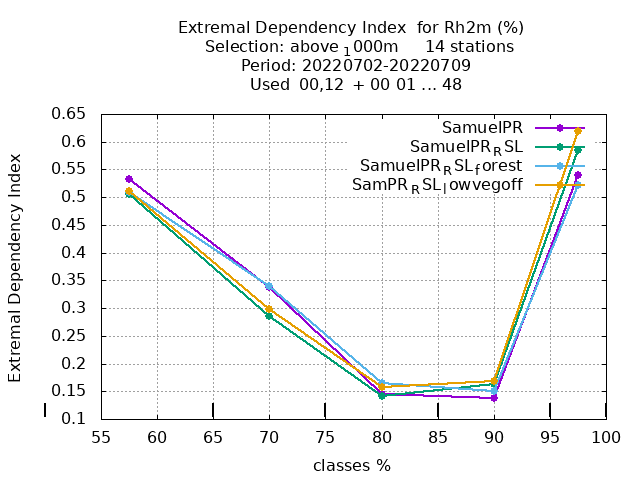 Extremal Dependency Index for Rh2m (%)
Selection: above 1000m 14 stations
Period: 20220702-20220709
Used 00,12 + 00 01 ... 48
0.65
0.6
0.55
0.5
0.45
0.4
0.35
0.3
0.25
0.2
0.15
0.1
Extremal Dependency Index
SamuelPR
SamuelPRRSL
SamuelPRRSLforest
SamPRRSLlowvegoff
55 60 65 70 75 80 85 90 95 100
classes %